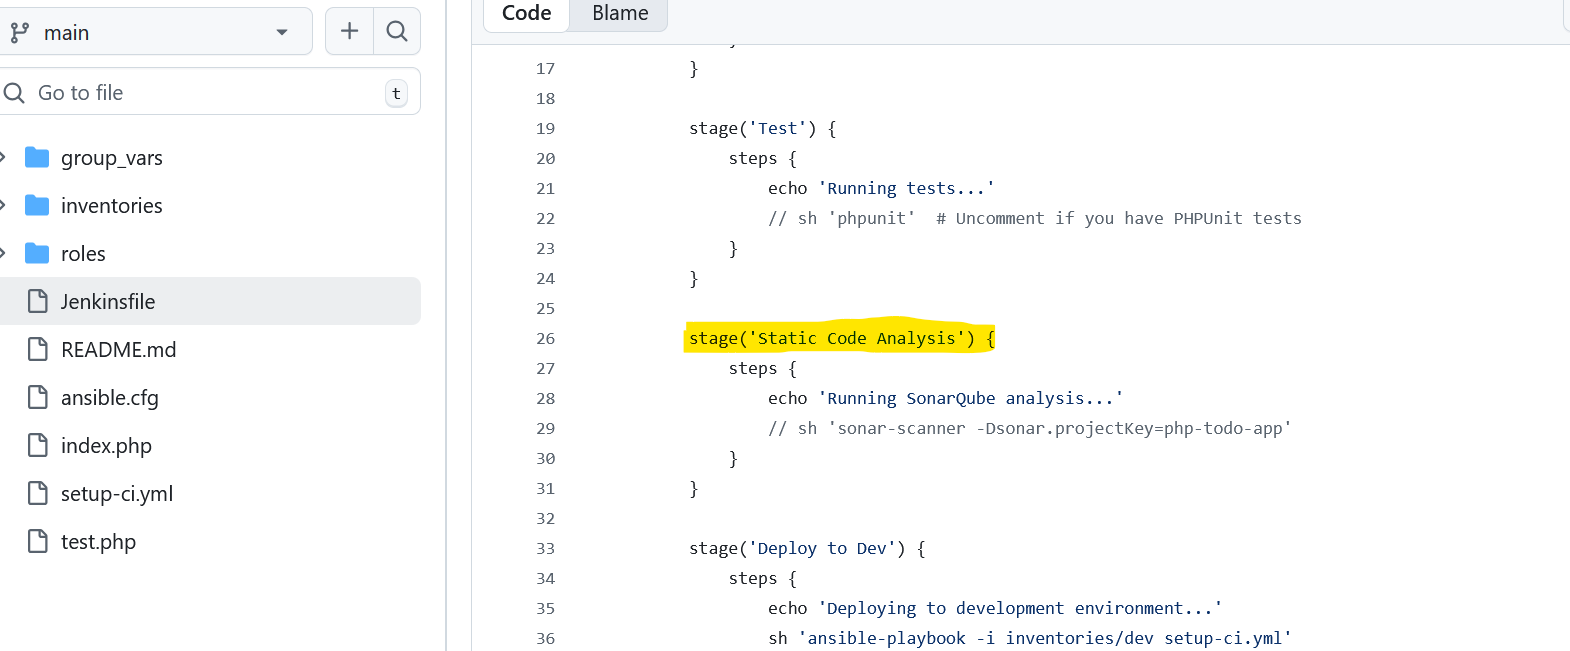 main
Go to file
t
group_vars
inventories
roles
Jenkinsfile
README.md
ansible.cfg
index.php
setup-ci.yml
test.php
Code Blame
17 }
18
19 stage('Test') {
20 steps {
21 echo 'Running tests...'
22 // sh 'phpunit'  # Uncomment if you have PHPUnit tests
23 }
24 }
25
26 stage('Static Code Analysis') {
27 steps {
28 echo 'Running SonarQube analysis...'
29 // sh 'sonar-scanner -Dsonar.projectKey=php-todo-app'
30 }
31 }
32
33 stage('Deploy to Dev') {
34 steps {
35 echo 'Deploying to development environment...'
36 sh 'ansible-playbook -i inventories/dev setup-ci.yml'